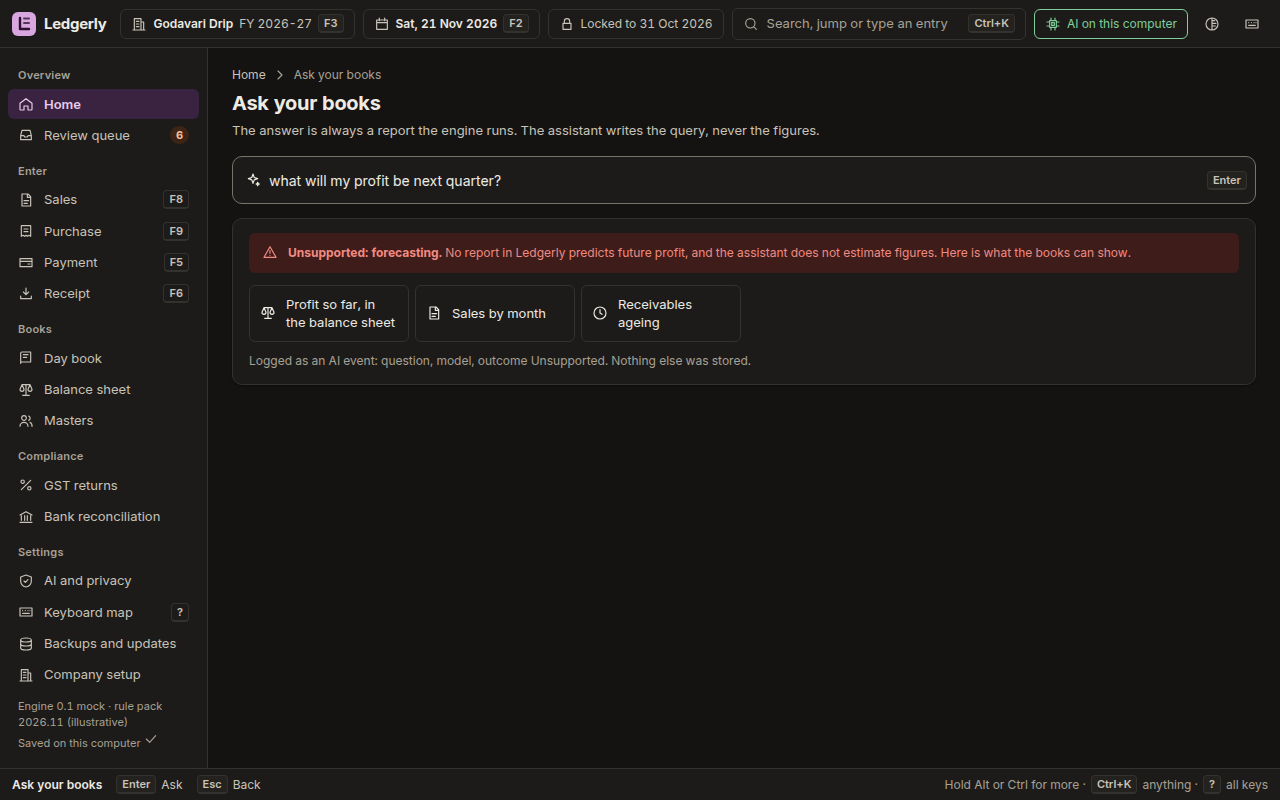 Ledgerly
Godavari Drip FY 2026-27 F3
Sat, 21 Nov 2026 F2
Locked to 31 Oct 2026
Search, jump or type an entry Ctrl+K
AI on this computer
Overview
Home
Review queue 6
Enter
Sales F8
Purchase F9
Payment F5
Receipt F6
Books
Day book
Balance sheet
Masters
Compliance
GST returns
Bank reconciliation
Settings
AI and privacy
Keyboard map ?
Backups and updates
Company setup
Engine 0.1 mock · rule pack
2026.11 (illustrative)
Saved on this computer
Home > Ask your books
Ask your books
The answer is always a report the engine runs. The assistant writes the query, never the figures.
what will my profit be next quarter? Enter
Unsupported: forecasting. No report in Ledgerly predicts future profit, and the assistant does not estimate figures. Here is what the books can show.
Profit so far, in
the balance sheet
Sales by month
Receivables
ageing
Logged as an AI event: question, model, outcome Unsupported. Nothing else was stored.
Ask your books Enter Ask Esc Back
Hold Alt or Ctrl for more · Ctrl+K anything · ? all keys